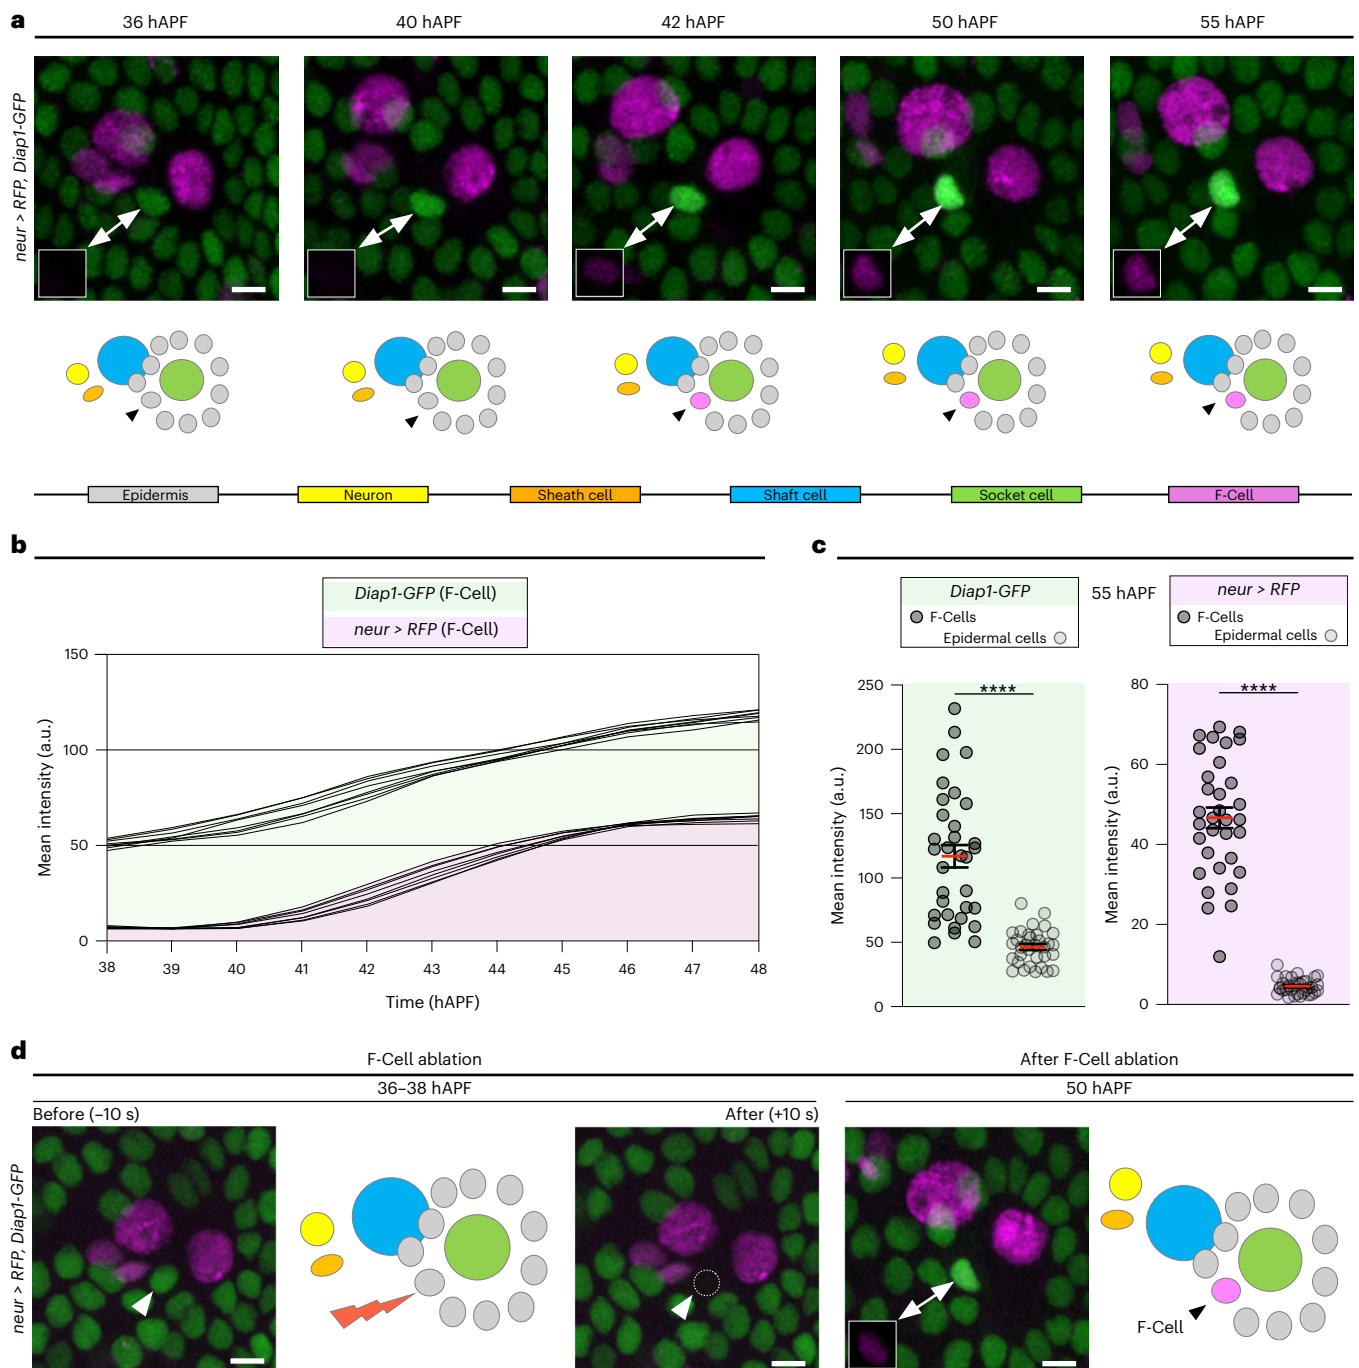 a
36 hAPF 40 hAPF 42 hAPF 50 hAPF 55 hAPF
neur > RFP, Diap1-GFP
Epidermis Neuron Sheath cell Shaft cell Socket cell F-Cell
b
Diap1-GFP (F-Cell)
neur > RFP (F-Cell)
Mean intensity (a.u.)
150
100
50
0
38 39 40 41 42 43 44 45 46 47 48
Time (hAPF)
c
55 hAPF
Diap1-GFP
F-Cells
Epidermal cells
Mean intensity (a.u.)
250
200
150
100
50
0
****
neur > RFP
F-Cells
Epidermal cells
Mean intensity (a.u.)
80
60
40
20
0
****
d
F-Cell ablation After F-Cell ablation
36–38 hAPF 50 hAPF
Before (–10 s) After (+10 s)
neur > RFP, Diap1-GFP
F-Cell